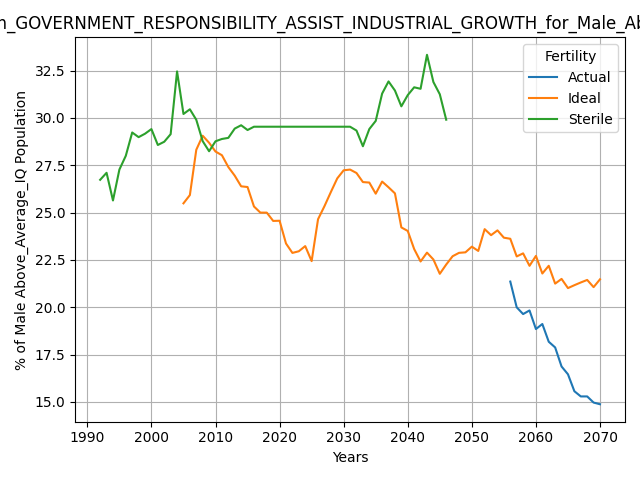 GOVERNMENT_RESPONSIBILITY_ASSIST_INDUSTRIAL_GROWTH_for_Male
Fertility
Actual
Ideal
Sterile
% of Male Above_Average_IQ Population
32.5
30.0
27.5
25.0
22.5
20.0
17.5
15.0
1990 2000 2010 2020 2030 2040 2050 2060 2070
Years